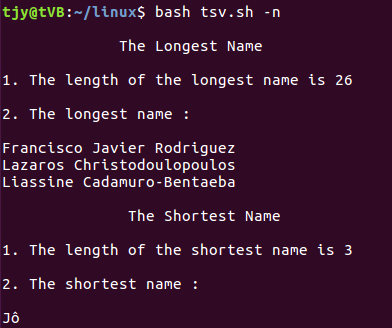 tjy@tVB:~/linux$ bash tsv.sh -n
The Longest Name
1. The length of the longest name is 26
2. The longest name :
Francisco Javier Rodriguez
Lazaros Christodoulopoulos
Liassine Cadamuro-Bentaeba
The Shortest Name
1. The length of the shortest name is 3
2. The shortest name :
Jô